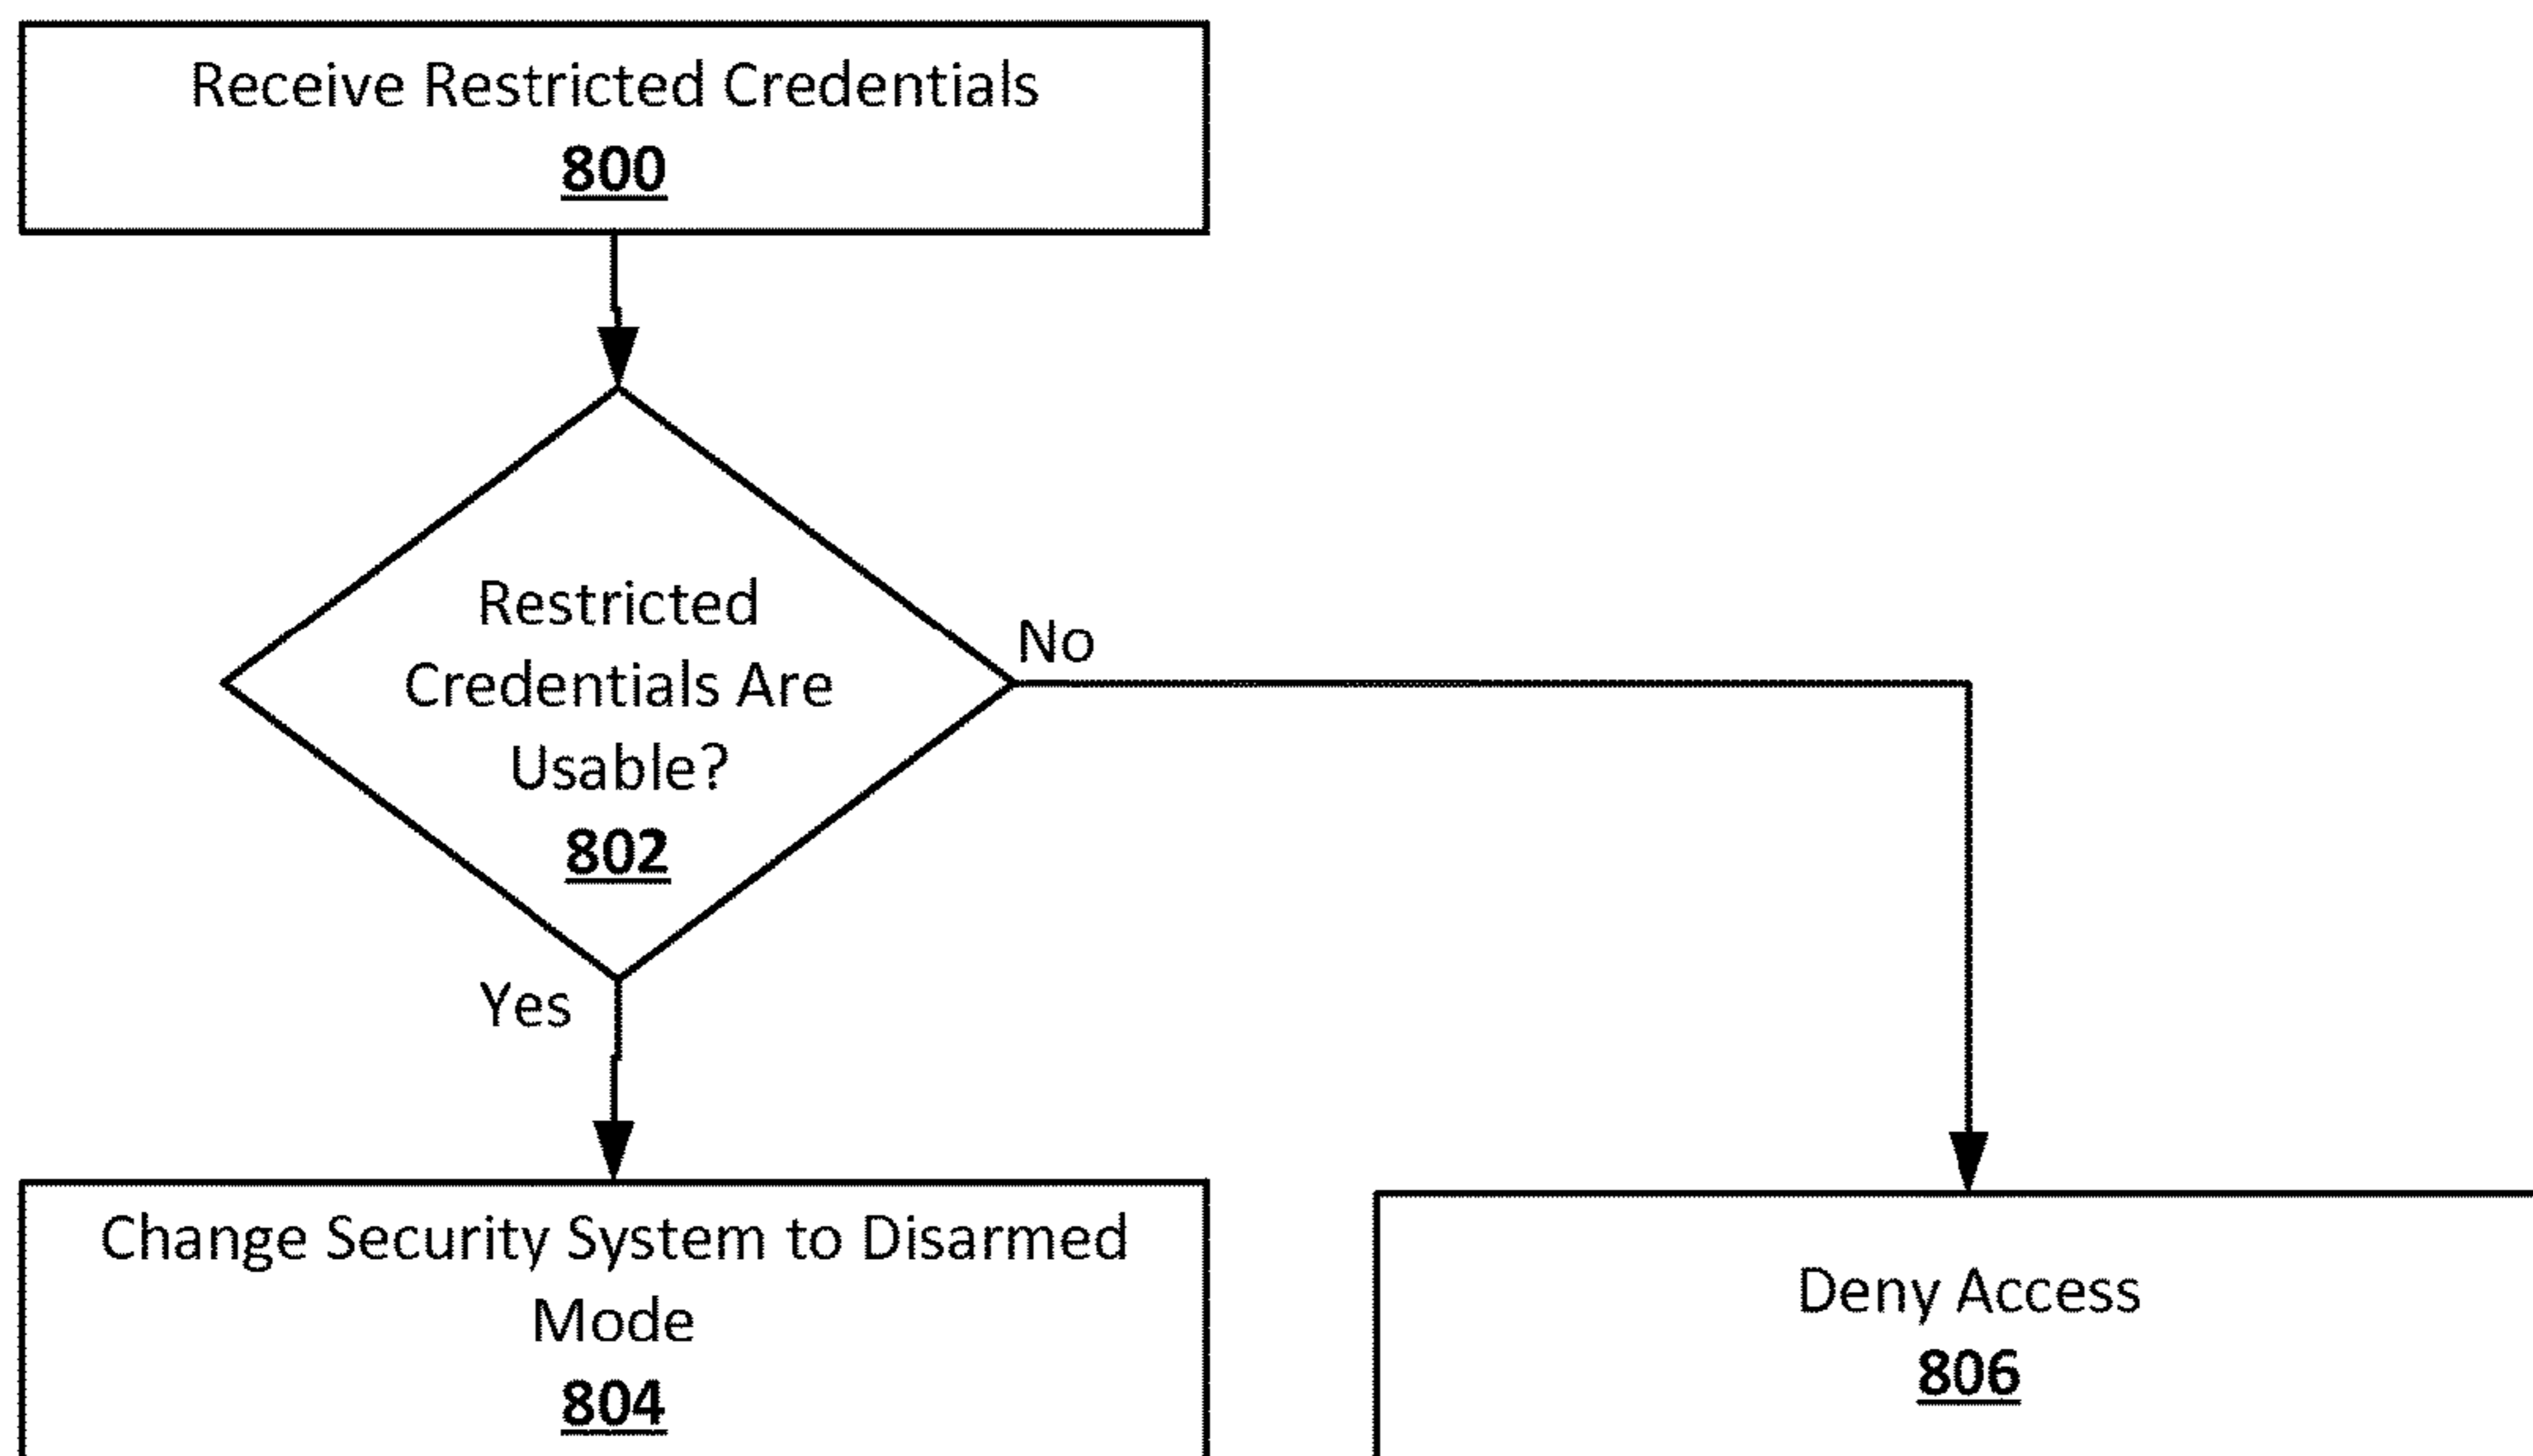 Receive Restricted Credentials
800
Restricted
Credentials Are
Usable?
802
No
Yes
Change Security System to Disarmed
Mode
804
Deny Access
806